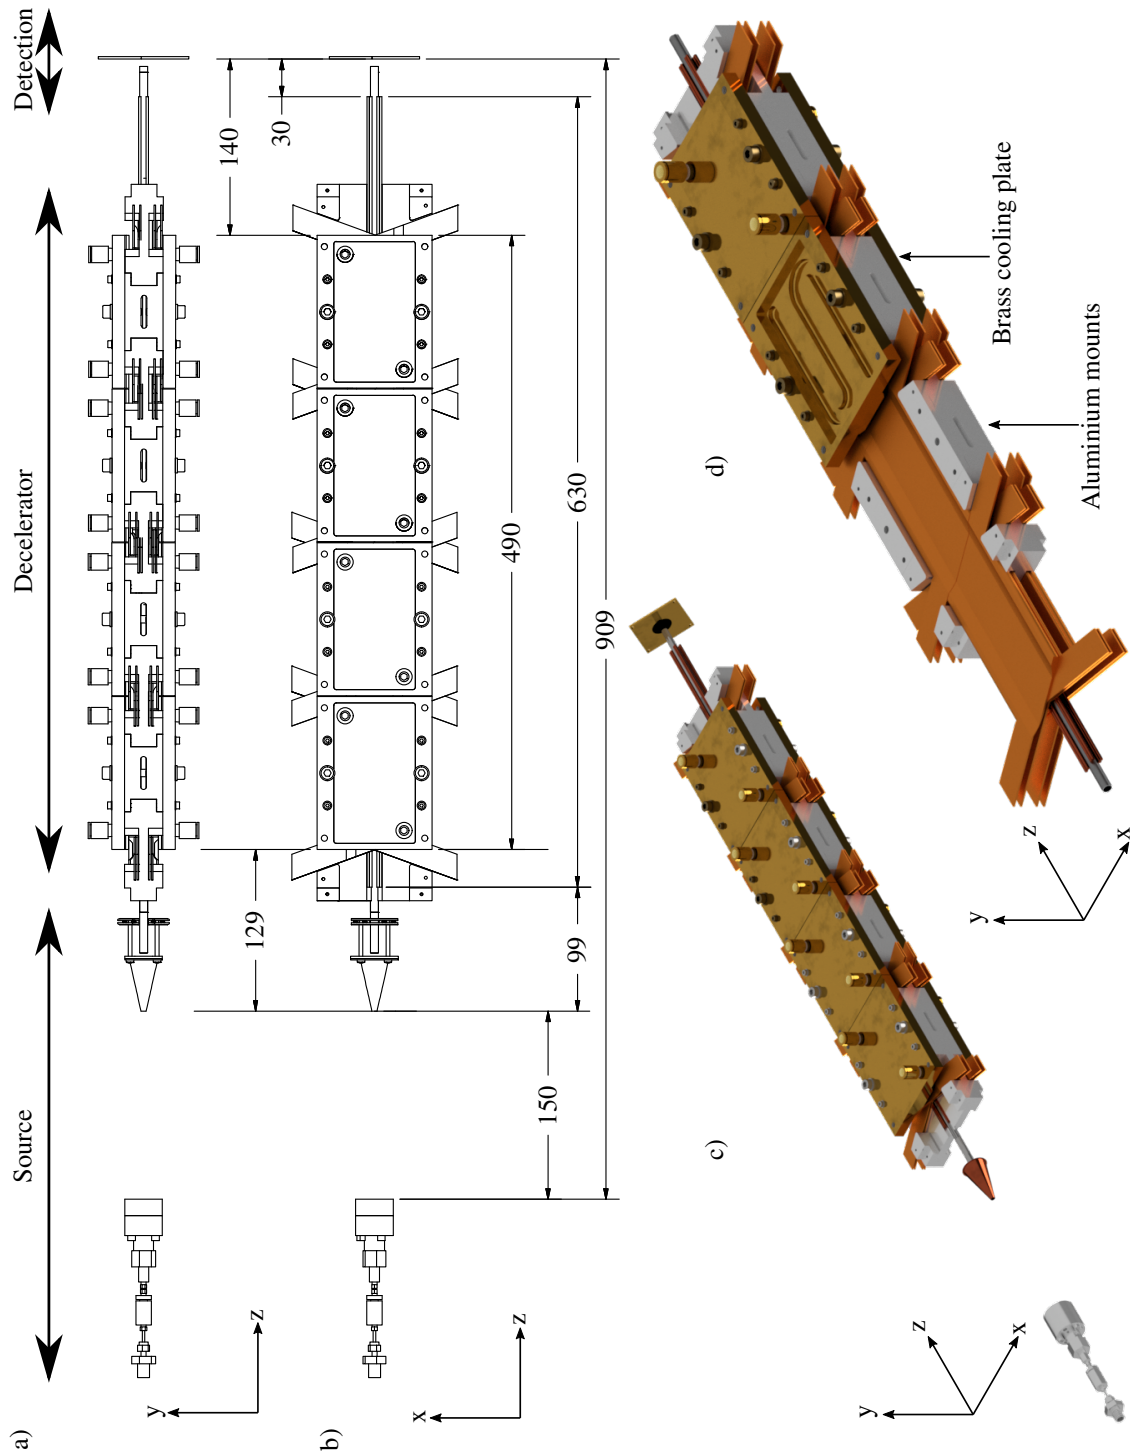 a)
Source
Decelerator
Detection
y
z
129
140
b)
x
z
150
99
30
490
630
909
c)
y
z
x
d)
Brass cooling plate
Aluminium mounts
y
z
x